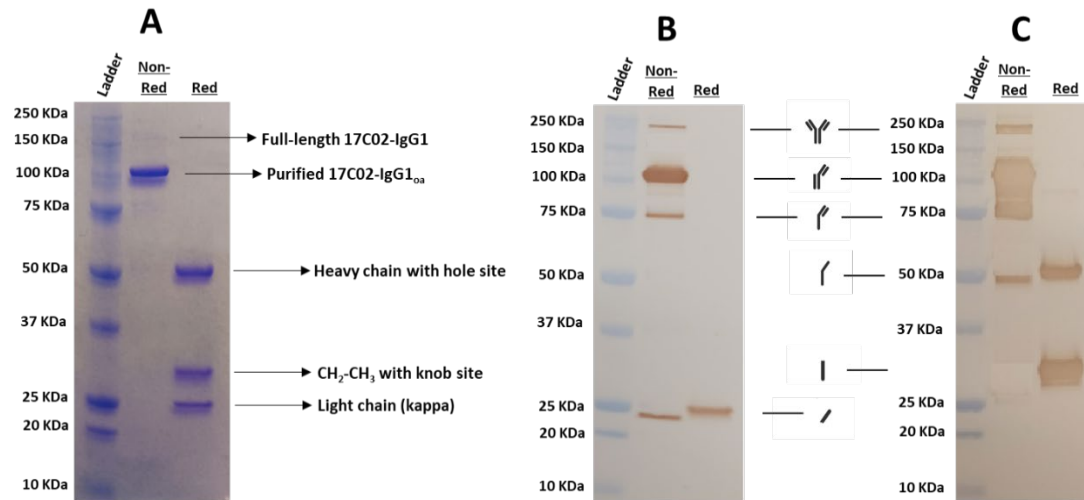 A
B
C
Ladder
Non-
Red
Red
250 KDa
150 KDa
100 KDa
75 KDa
50 KDa
37 KDa
25 KDa
20 KDa
10 KDa
Full-length 17C02-IgG1
Purified 17C02-IgG1oa
Heavy chain with hole site
CH2-CH3 with knob site
Light chain (kappa)
Ladder
Non-
Red
Red
250 KDa
150 KDa
100 KDa
75 KDa
50 KDa
37 KDa
25 KDa
20 KDa
10 KDa
Ladder
Non-
Red
Red
250 KDa
150 KDa
100 KDa
75 KDa
50 KDa
37 KDa
25 KDa
20 KDa
10 KDa